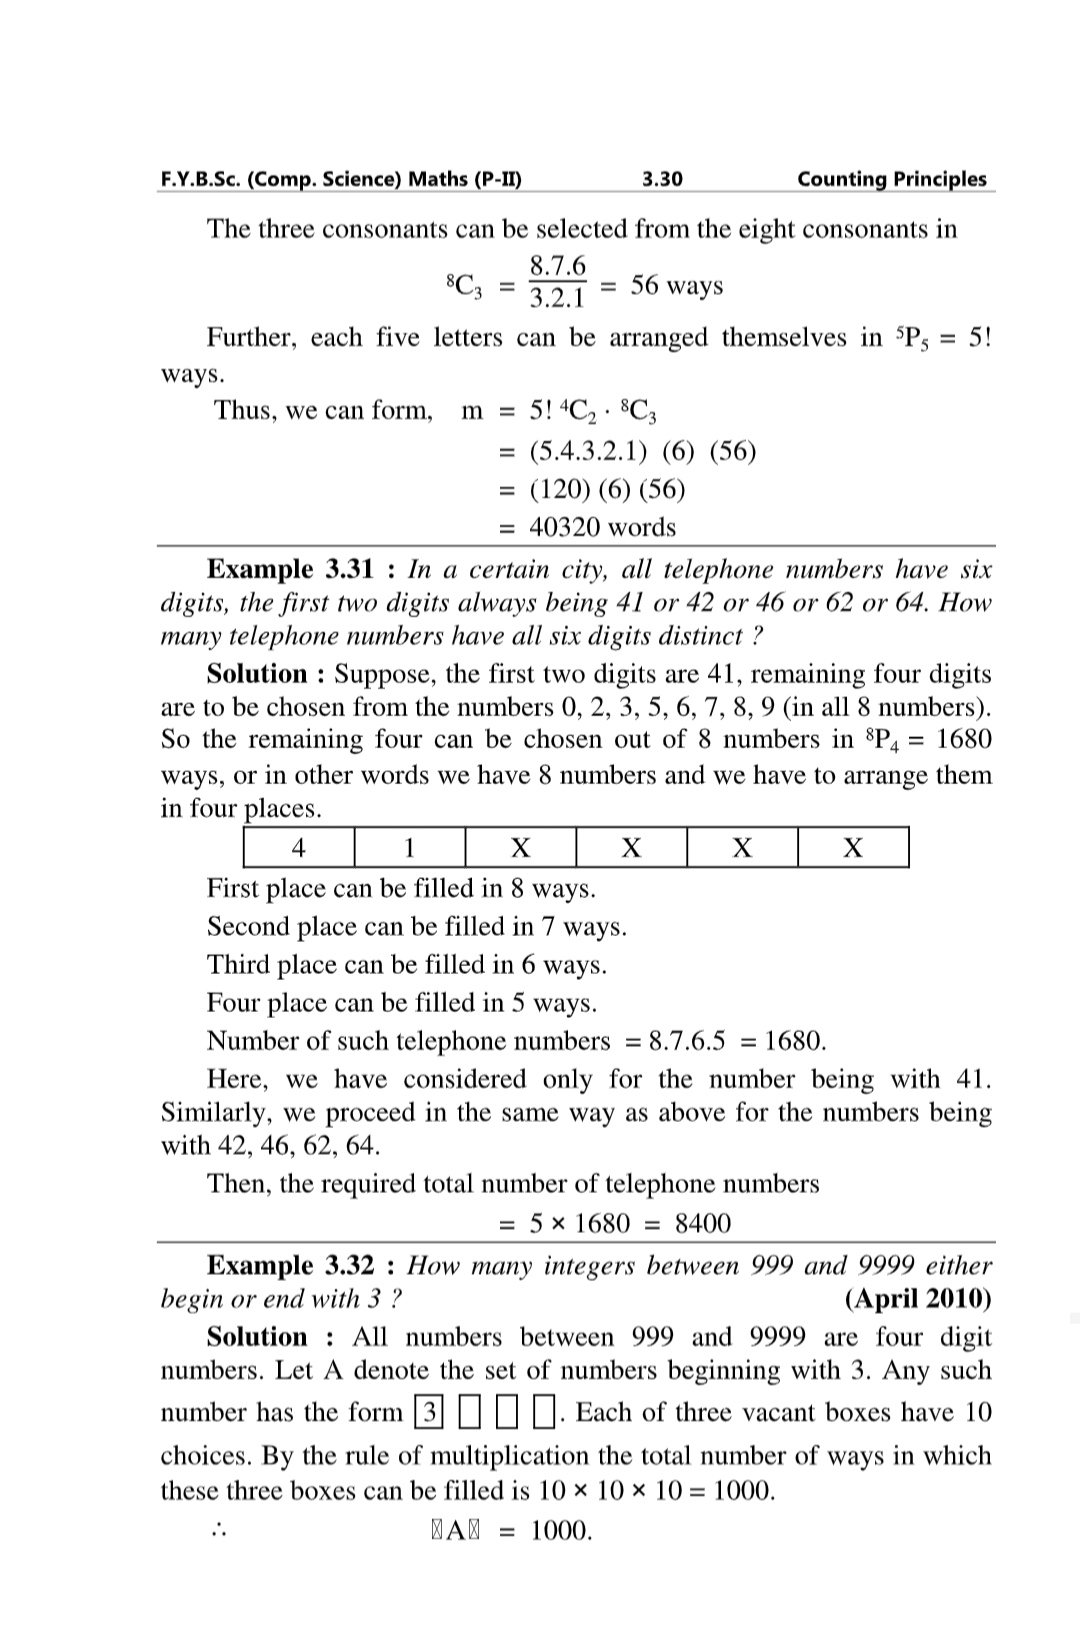 F.Y.B.Sc. (Comp. Science) Maths (P-II) 3.30 Counting Principles
The three consonants can be selected from the eight consonants in
⁸C₃ = 8.7.6/3.2.1 = 56 ways
Further, each five letters can be arranged themselves in ⁵P₅ = 5!
ways.
Thus, we can form, m = 5! ⁴C₂ · ⁸C₃
= (5.4.3.2.1) (6) (56)
= (120) (6) (56)
= 40320 words
Example 3.31 : In a certain city, all telephone numbers have six
digits, the first two digits always being 41 or 42 or 46 or 62 or 64. How
many telephone numbers have all six digits distinct ?
Solution : Suppose, the first two digits are 41, remaining four digits
are to be chosen from the numbers 0, 2, 3, 5, 6, 7, 8, 9 (in all 8 numbers).
So the remaining four can be chosen out of 8 numbers in ⁸P₄ = 1680
ways, or in other words we have 8 numbers and we have to arrange them
in four places.
4 1 X X X X
First place can be filled in 8 ways.
Second place can be filled in 7 ways.
Third place can be filled in 6 ways.
Four place can be filled in 5 ways.
Number of such telephone numbers = 8.7.6.5 = 1680.
Here, we have considered only for the number being with 41.
Similarly, we proceed in the same way as above for the numbers being
with 42, 46, 62, 64.
Then, the required total number of telephone numbers
= 5 × 1680 = 8400
Example 3.32 : How many integers between 999 and 9999 either
begin or end with 3 ? (April 2010)
Solution : All numbers between 999 and 9999 are four digit
numbers. Let A denote the set of numbers beginning with 3. Any such
number has the form 3 □ □ □. Each of three vacant boxes have 10
choices. By the rule of multiplication the total number of ways in which
these three boxes can be filled is 10 × 10 × 10 = 1000.
∴ A = 1000.